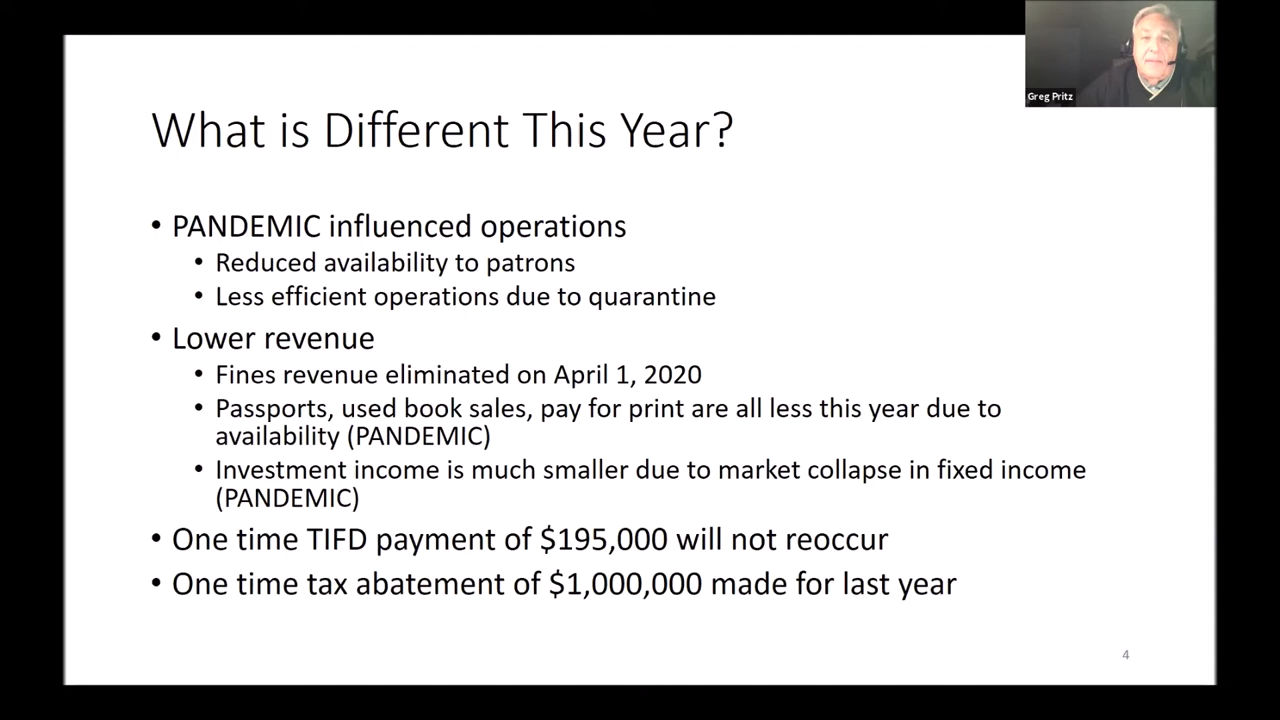 Greg Pritz
What is Different This Year?
• PANDEMIC influenced operations
• Reduced availability to patrons
• Less efficient operations due to quarantine
• Lower revenue
• Fines revenue eliminated on April 1, 2020
• Passports, used book sales, pay for print are all less this year due to
availability (PANDEMIC)
• Investment income is much smaller due to market collapse in fixed income
(PANDEMIC)
• One time TIFD payment of $195,000 will not reoccur
• One time tax abatement of $1,000,000 made for last year
4